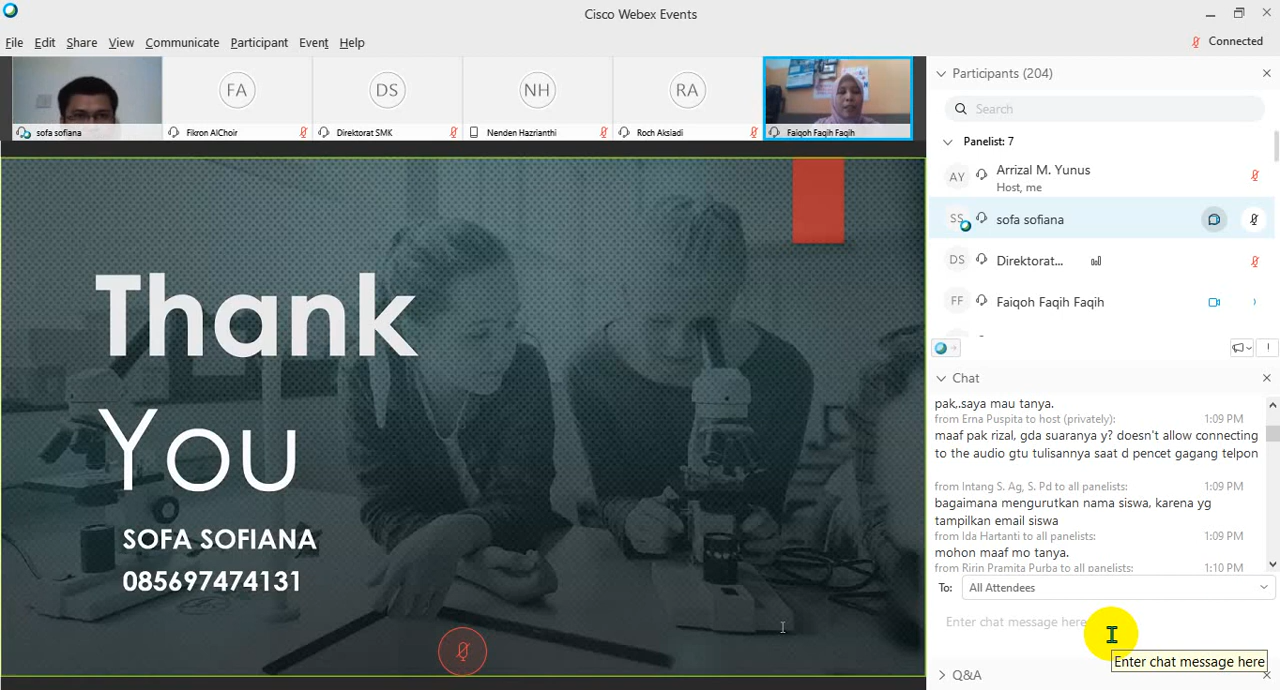 Cisco Webex Events
File Edit Share View Communicate Participant Event Help
Connected
sofa sofiana
FA
Fikron AlChoir
DS
Direktorat SMK
NH
Nenden Hazrianthi
RA
Roch Aksiadi
Faiqoh Faqih Faqih
Thank
You
SOFA SOFIANA
085697474131
Participants (204)
Search
Panelist: 7
AY
Arrizal M. Yunus
Host, me
SS
sofa sofiana
DS
Direktorat...
FF
Faiqoh Faqih Faqih
Chat
pak,..saya mau tanya.
from Erna Puspita to host (privately): 1:09 PM
maaf pak rizal, gda suaranya y? doesn't allow connecting
to the audio gtu tulisannya saat d pencet gagang telpon
from Intang S. Ag, S. Pd to all panelists: 1:09 PM
bagaimana mengurutkan nama siswa, karena yg
tampilkan email siswa
from Ida Hartanti to all panelists: 1:09 PM
mohon maaf mo tanya.
from Ririn Pramita Purba to all panelists: 1:10 PM
To: All Attendees
Enter chat message here
Enter chat message here
Q&A